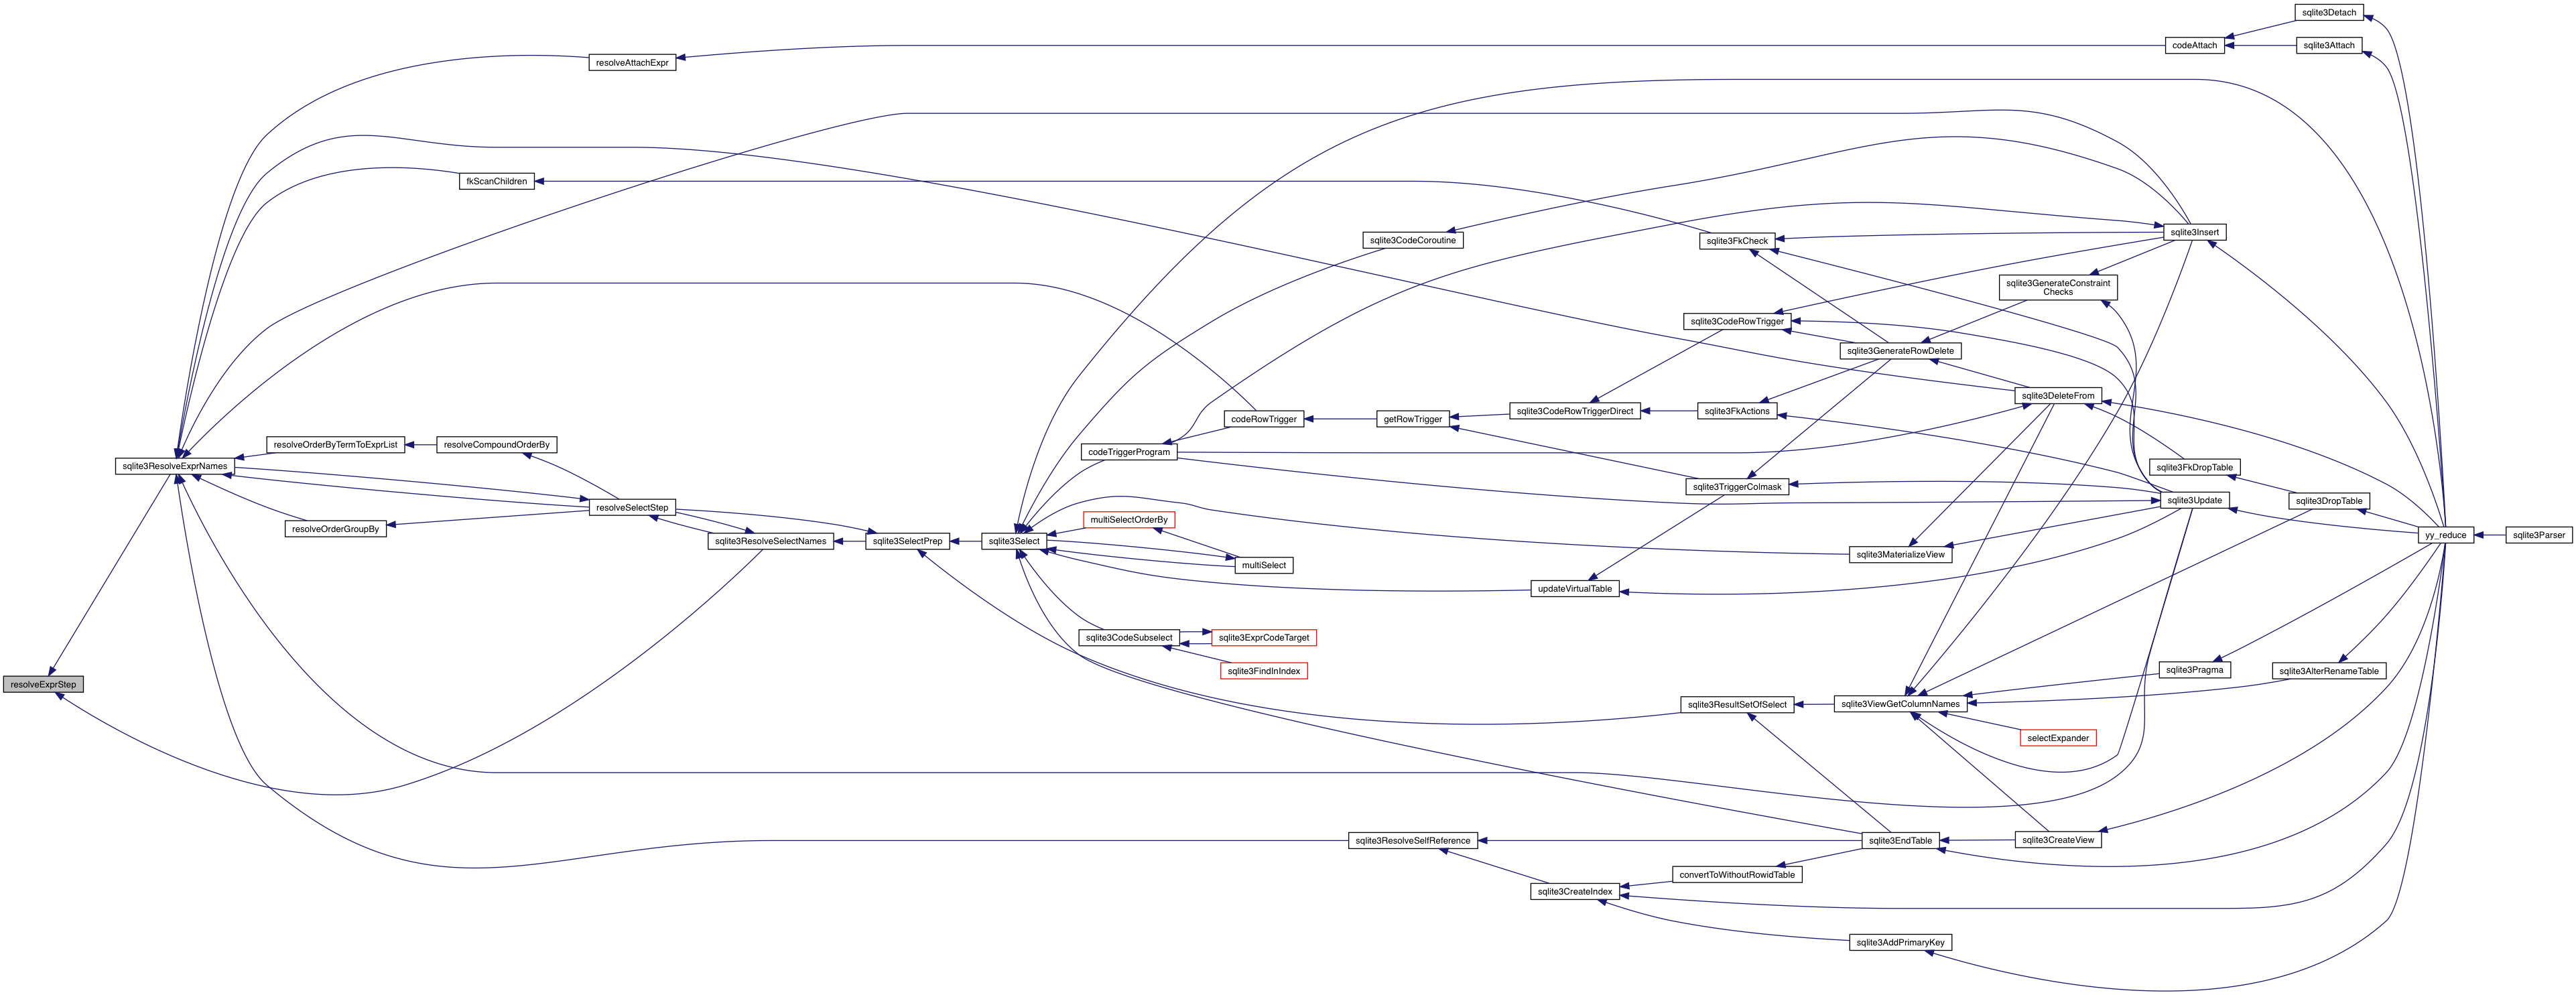 sqlite3Detach
sqlite3Attach
codeAttach
resolveAttachExpr
fkScanChildren
sqlite3Insert
sqlite3CodeCoroutine
sqlite3FkCheck
sqlite3GenerateConstraint
Checks
sqlite3CodeRowTrigger
sqlite3GenerateRowDelete
sqlite3DeleteFrom
sqlite3CodeRowTriggerDirect
sqlite3FkActions
codeRowTrigger
getRowTrigger
resolveOrderByTermToExprList
resolveCompoundOrderBy
codeTriggerProgram
sqlite3ResolveExprNames
sqlite3FkDropTable
sqlite3TriggerColmask
sqlite3Update
sqlite3DropTable
resolveSelectStep
multiSelectOrderBy
resolveOrderGroupBy
yy_reduce
sqlite3Parser
sqlite3ResolveSelectNames
sqlite3SelectPrep
sqlite3Select
sqlite3MaterializeView
multiSelect
updateVirtualTable
sqlite3CodeSubselect
sqlite3ExprCodeTarget
sqlite3FindInIndex
sqlite3Pragma
sqlite3AlterRenameTable
resolveExprStep
sqlite3ResultSetOfSelect
sqlite3ViewGetColumnNames
selectExpander
sqlite3ResolveSelfReference
sqlite3EndTable
sqlite3CreateView
convertToWithoutRowidTable
sqlite3CreateIndex
sqlite3AddPrimaryKey